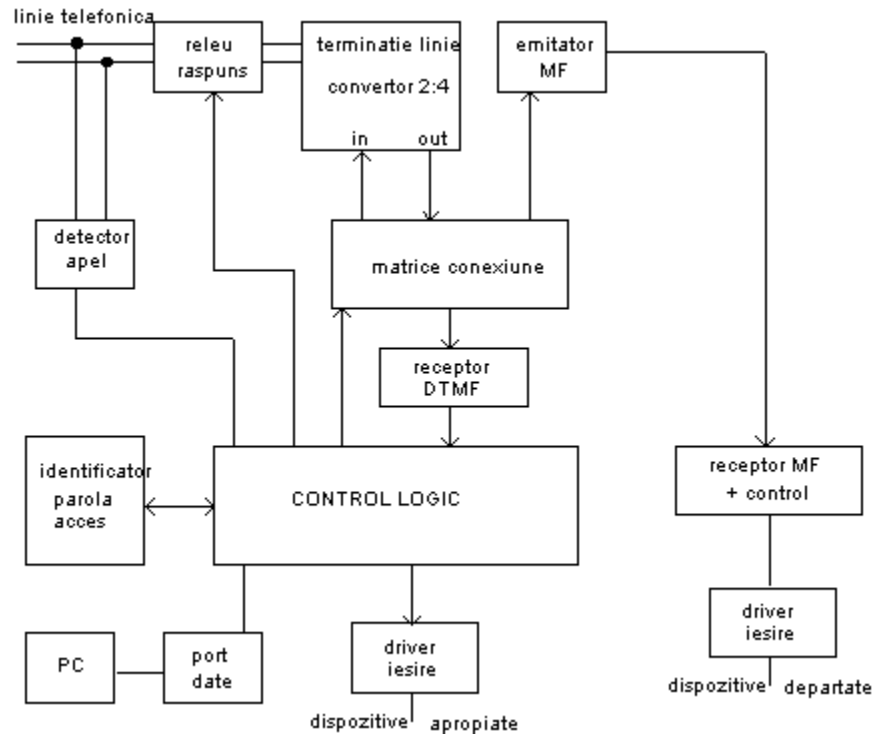 linie telefonica
releu
raspuns
terminatie linie
convertor 2:4
in out
emitator
MF
detector
apel
matrice conexiune
receptor
DTMF
identificator
parola
acces
CONTROL LOGIC
receptor MF
+ control
driver
iesire
dispozitive departate
PC
port
date
driver
iesire
dispozitive apropiate